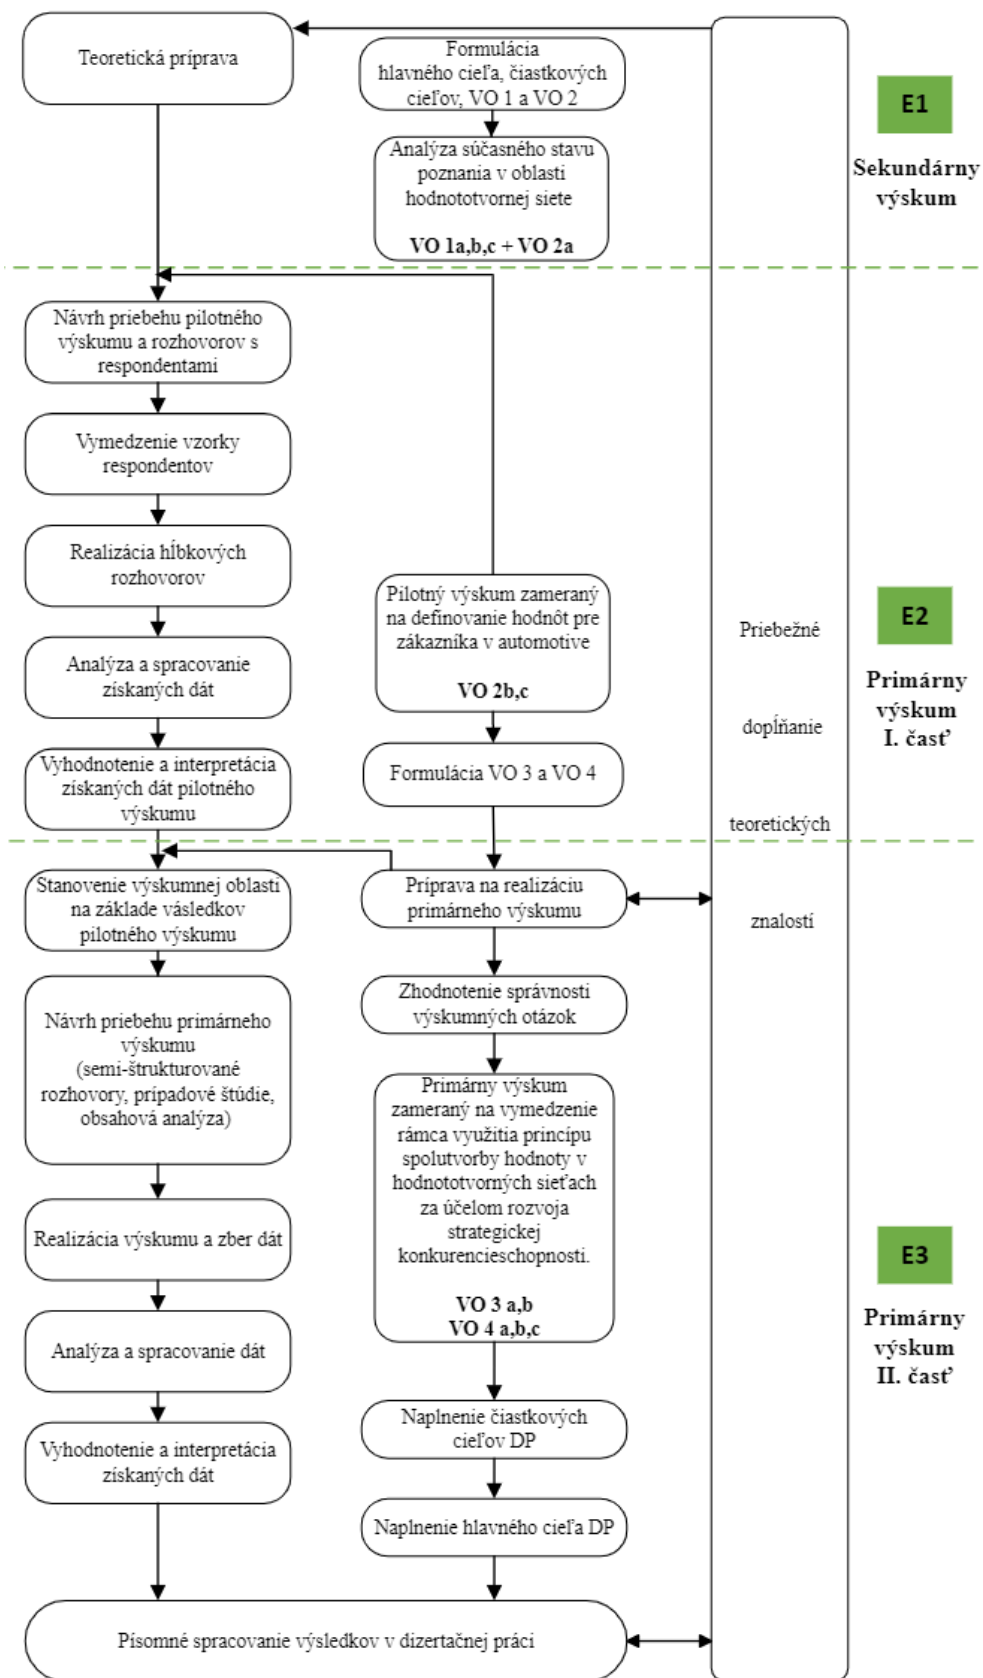 Teoretická príprava
Formulácia
hlavného cieľa, čiastkových
cieľov, VO 1 a VO 2
Analýza súčasného stavu
poznania v oblasti
hodnototvornej siete
VO 1a,b,c + VO 2a
E1
Sekundárny
výskum
Návrh priebehu pilotného
výskumu a rozhovorov s
respondentami
Vymedzenie vzorky
respondentov
Realizácia hĺbkových
rozhovorov
Analýza a spracovanie
získaných dát
Vyhodnotenie a interpretácia
získaných dát pilotného
výskumu
Pilotný výskum zameraný
na definovanie hodnôt pre
zákazníka v automotive
VO 2b,c
Formulácia VO 3 a VO 4
Priebežné
dopĺňanie
teoretických
znalostí
E2
Primárny
výskum
I. časť
Stanovenie výskumnej oblasti
na základe vásledkov
pilotného výskumu
Návrh priebehu primárneho
výskumu
(semi-štrukturované
rozhovory, prípadové štúdie,
obsahová analýza)
Realizácia výskumu a zber dát
Analýza a spracovanie dát
Vyhodnotenie a interpretácia
získaných dát
Príprava na realizáciu
primárneho výskumu
Zhodnotenie správnosti
výskumných otázok
Primárny výskum
zameraný na vymedzenie
rámca využitia princípu
spolutvorby hodnoty v
hodnototvorných sieťach
za účelom rozvoja
strategickej
konkurencieschopnosti.
VO 3 a,b
VO 4 a,b,c
Naplnenie čiastkových
cieľov DP
Naplnenie hlavného cieľa DP
E3
Primárny
výskum
II. časť
Písomné spracovanie výsledkov v dizertačnej práci